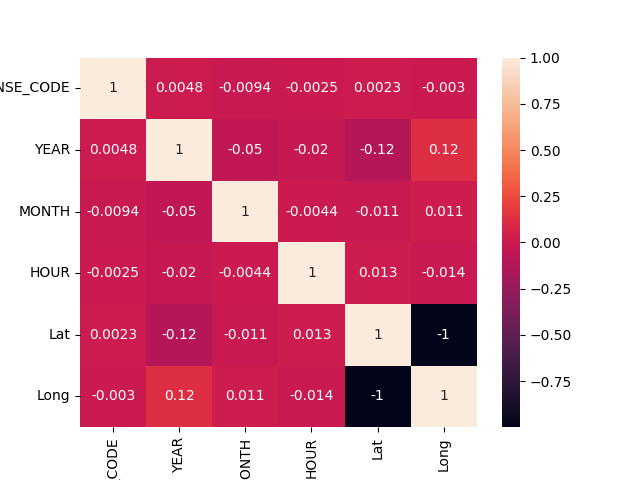 NSE_CODE 1 0.0048 -0.0094 -0.0025 0.0023 -0.003
YEAR 0.0048 1 -0.05 -0.02 -0.12 0.12
MONTH -0.0094 -0.05 1 -0.0044 -0.011 0.011
HOUR -0.0025 -0.02 -0.0044 1 0.013 -0.014
Lat 0.0023 -0.12 -0.011 0.013 1 -1
Long -0.003 0.12 0.011 -0.014 -1 1
_CODE YEAR ONTH HOUR Lat Long
1.00
0.75
0.50
0.25
0.00
−0.25
−0.50
−0.75